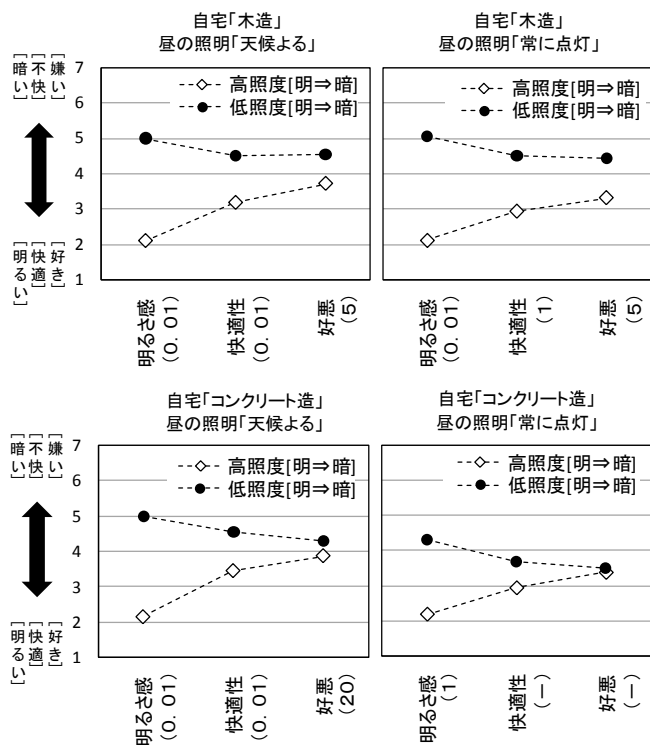 自宅「木造」
昼の照明「天候よる」
[暗い]
[不快]
[嫌い]
[明るい]
[快適]
[好き]
7
6
5
4
3
2
1
高照度[明⇒暗]
低照度[明⇒暗]
明るさ感
(0.01)
快適性
(0.01)
好悪
(5)
自宅「木造」
昼の照明「常に点灯」
高照度[明⇒暗]
低照度[明⇒暗]
明るさ感
(0.01)
快適性
(1)
好悪
(5)
自宅「コンクリート造」
昼の照明「天候よる」
[暗い]
[不快]
[嫌い]
[明るい]
[快適]
[好き]
7
6
5
4
3
2
1
高照度[明⇒暗]
低照度[明⇒暗]
明るさ感
(0.01)
快適性
(0.01)
好悪
(20)
自宅「コンクリート造」
昼の照明「常に点灯」
高照度[明⇒暗]
低照度[明⇒暗]
明るさ感
(1)
快適性
(－)
好悪
(－)